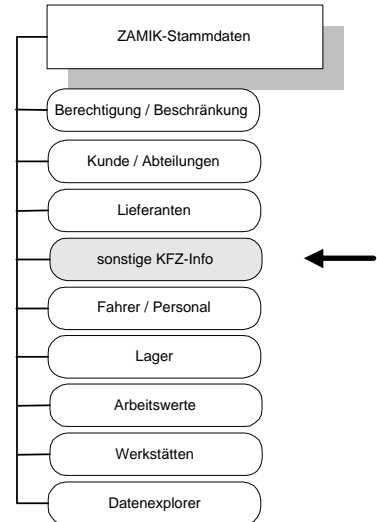 ZAMIK-Stammdaten
Berechtigung / Beschränkung
Kunde / Abteilungen
Lieferanten
sonstige KFZ-Info
Fahrer / Personal
Lager
Arbeitswerte
Werkstätten
Datenexplorer